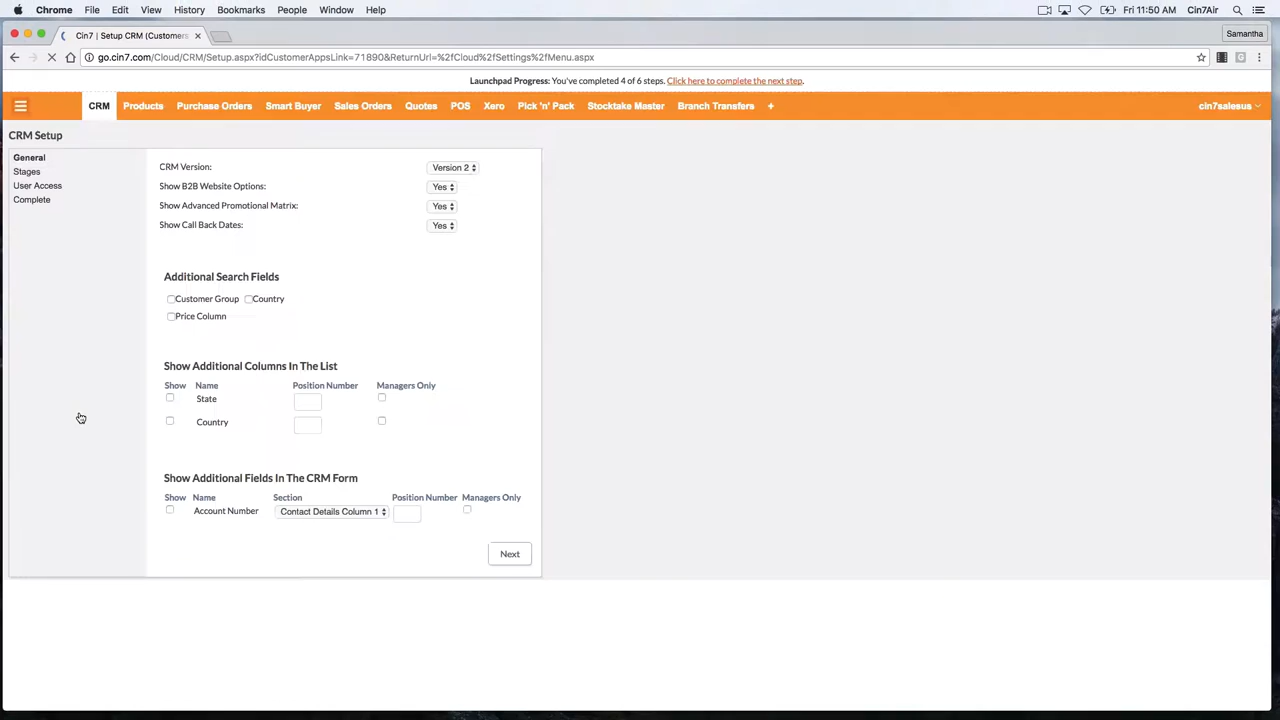 Chrome File Edit View History Bookmarks People Window Help Fri 11:50 AM Cin7Air
Cin7 | Setup CRM (Customers Samantha
go.cin7.com/Cloud/CRM/Setup.aspx?idCustomerAppsLink=71890&ReturnUrl=%2fCloud%2fSettings%2fMenu.aspx
Launchpad Progress: You've completed 4 of 6 steps. Click here to complete the next step.
CRM Products Purchase Orders Smart Buyer Sales Orders Quotes POS Xero Pick 'n' Pack Stocktake Master Branch Transfers + cin7salesus
CRM Setup
General
Stages
User Access
Complete
CRM Version: Version 2
Show B2B Website Options: Yes
Show Advanced Promotional Matrix: Yes
Show Call Back Dates: Yes
Additional Search Fields
Customer Group Country
Price Column
Show Additional Columns In The List
Show Name Position Number Managers Only
State
Country
Show Additional Fields In The CRM Form
Show Name Section Position Number Managers Only
Account Number Contact Details Column 1
Next